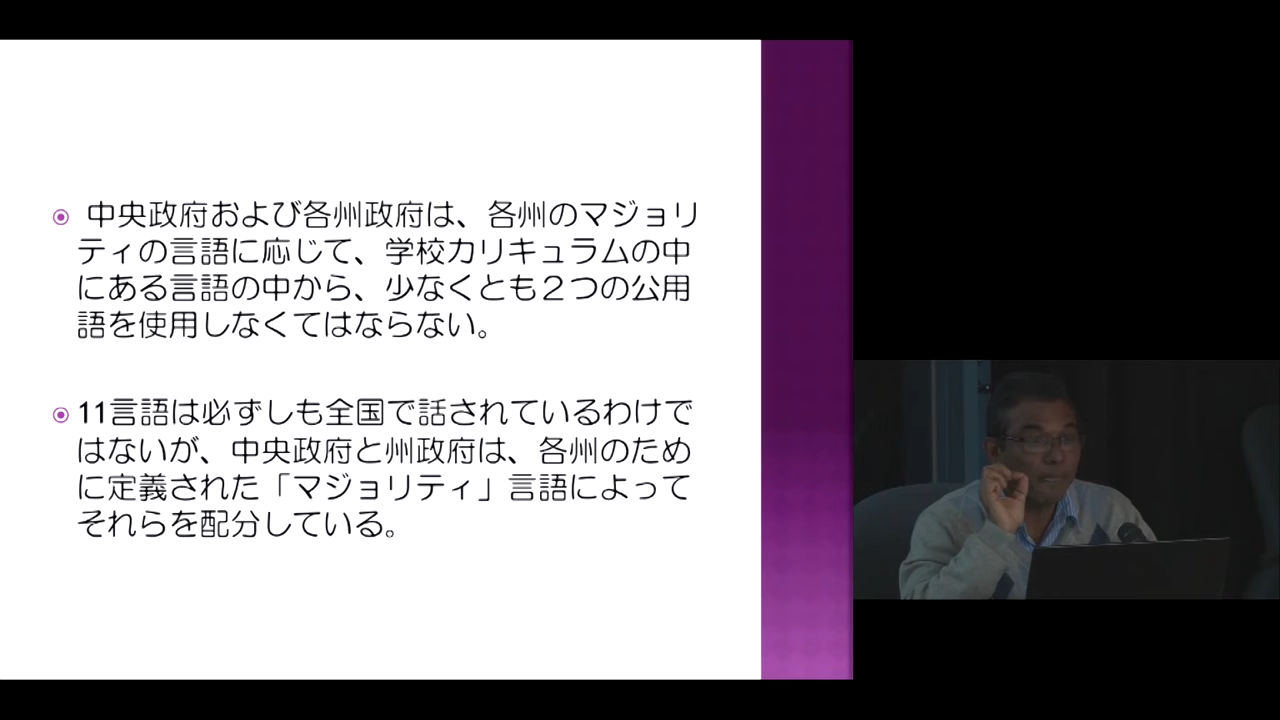 中央政府および各州政府は、各州のマジョリ
ティの言語に応じて、学校カリキュラムの中
にある言語の中から、少なくとも２つの公用
語を使用しなくてはならない。
11言語は必ずしも全国で話されているわけで
はないが、中央政府と州政府は、各州のため
に定義された「マジョリティ」言語によって
それらを配分している。